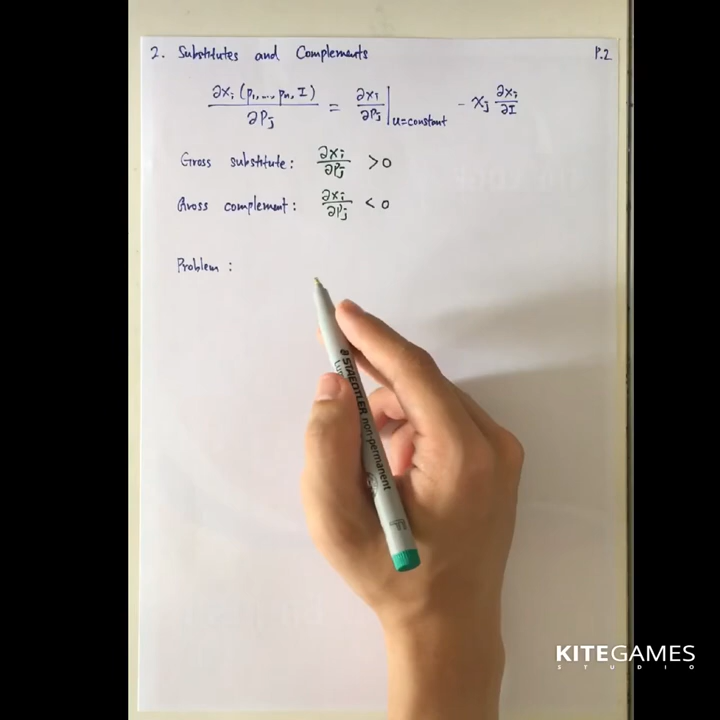 2. Substitutes and Complements P.2
∂xᵢ(p₁,..., pₙ, I) / ∂Pⱼ = ∂xᵢ / ∂Pⱼ |U=constant - xⱼ ∂xᵢ / ∂I
Gross substitute: ∂xᵢ / ∂Pⱼ > 0
Gross complement: ∂xᵢ / ∂Pⱼ < 0
Problem:
STAEDTLER non-permanent
F
KITEGAMES
STUDIO